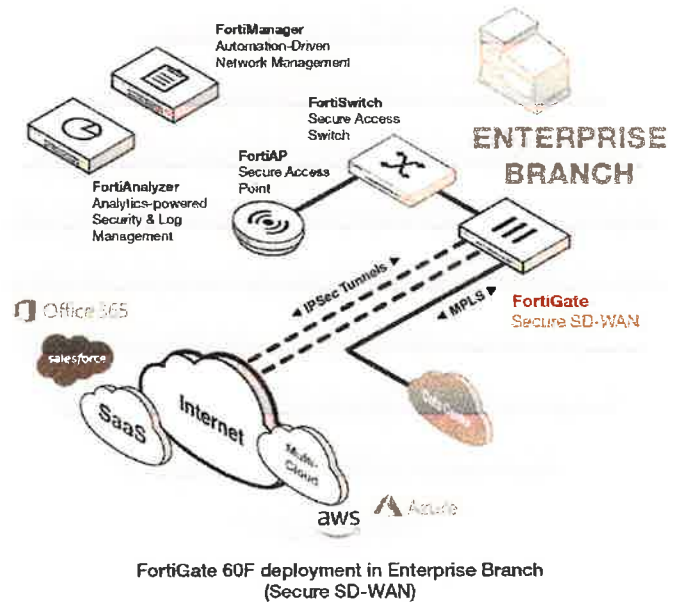 FortiManager
Automation-Driven
Network Management
FortiSwitch
Secure Access
Switch
ENTERPRISE
BRANCH
FortiAP
Secure Access
Point
FortiAnalyzer
Analytics-powered
Security & Log
Management
◄ IPSec Tunnels ►
◄ MPLS ►
FortiGate
Secure SD-WAN
Office 365
salesforce
SaaS
Internet
Multi-
Cloud
aws
Azure
FortiGate 60F deployment in Enterprise Branch
(Secure SD-WAN)